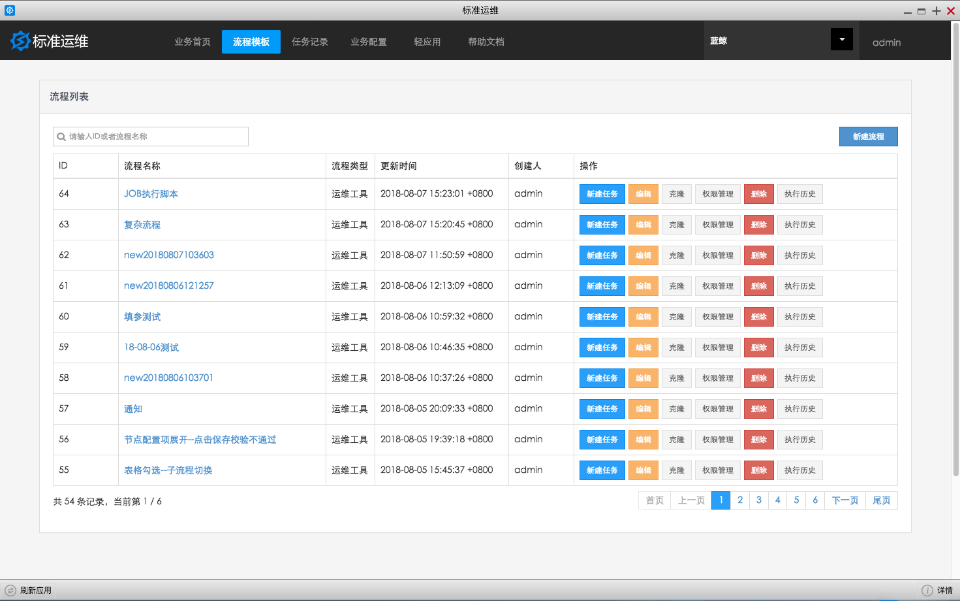 标准运维
标准运维 业务首页 流程模板 任务记录 业务配置 轻应用 帮助文档 蓝鲸 admin
流程列表
请输入ID或者流程名称 新建流程
ID 流程名称 流程类型 更新时间 创建人 操作
64 JOB执行脚本 运维工具 2018-08-07 15:23:01 +0800 admin 新建任务 编辑 克隆 权限管理 删除 执行历史
63 复杂流程 运维工具 2018-08-07 15:20:45 +0800 admin 新建任务 编辑 克隆 权限管理 删除 执行历史
62 new20180807103603 运维工具 2018-08-07 11:50:59 +0800 admin 新建任务 编辑 克隆 权限管理 删除 执行历史
61 new20180806121257 运维工具 2018-08-06 12:13:09 +0800 admin 新建任务 编辑 克隆 权限管理 删除 执行历史
60 填参测试 运维工具 2018-08-06 10:59:32 +0800 admin 新建任务 编辑 克隆 权限管理 删除 执行历史
59 18-08-06测试 运维工具 2018-08-06 10:46:35 +0800 admin 新建任务 编辑 克隆 权限管理 删除 执行历史
58 new20180806103701 运维工具 2018-08-06 10:37:26 +0800 admin 新建任务 编辑 克隆 权限管理 删除 执行历史
57 通知 运维工具 2018-08-05 20:09:33 +0800 admin 新建任务 编辑 克隆 权限管理 删除 执行历史
56 节点配置项展开--点击保存校验不通过 运维工具 2018-08-05 19:39:18 +0800 admin 新建任务 编辑 克隆 权限管理 删除 执行历史
55 表格勾选--子流程切换 运维工具 2018-08-05 15:45:37 +0800 admin 新建任务 编辑 克隆 权限管理 删除 执行历史
共 54 条记录，当前第 1 / 6 首页 上一页 1 2 3 4 5 6 下一页 尾页
刷新应用 详情